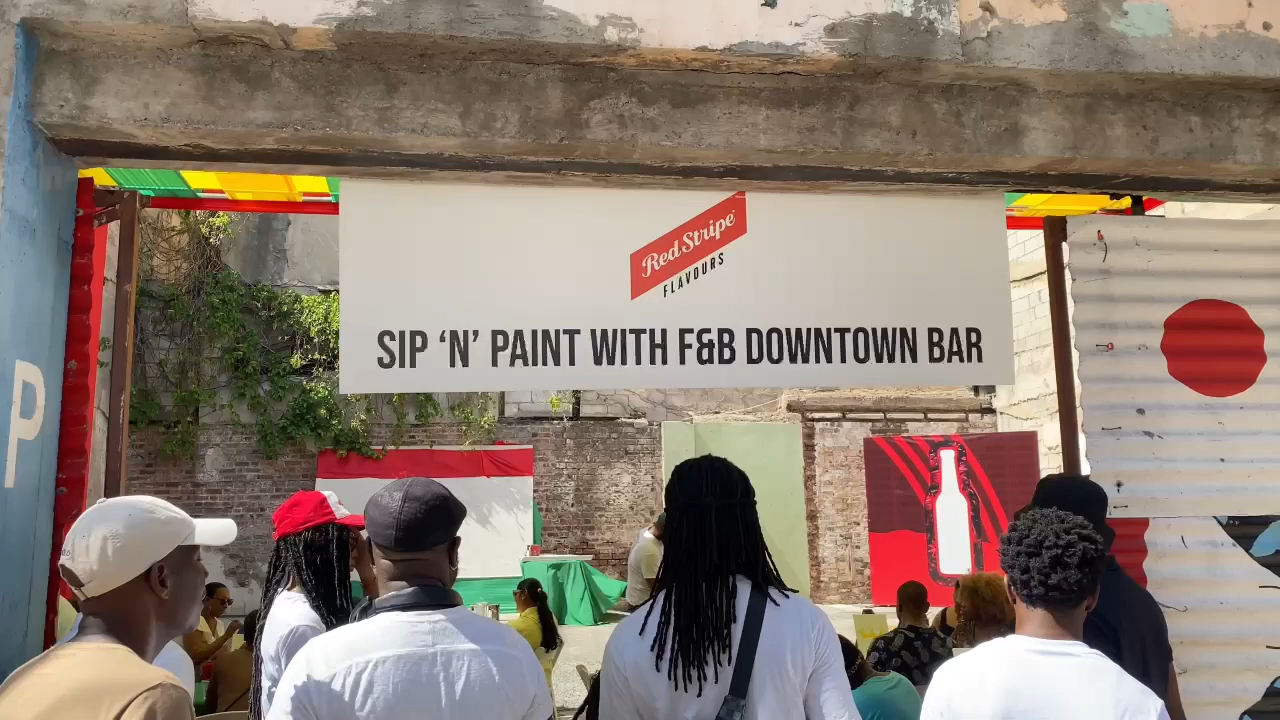 Red Stripe
FLAVOURS
SIP ‘N’ PAINT WITH F&B DOWNTOWN BAR
P